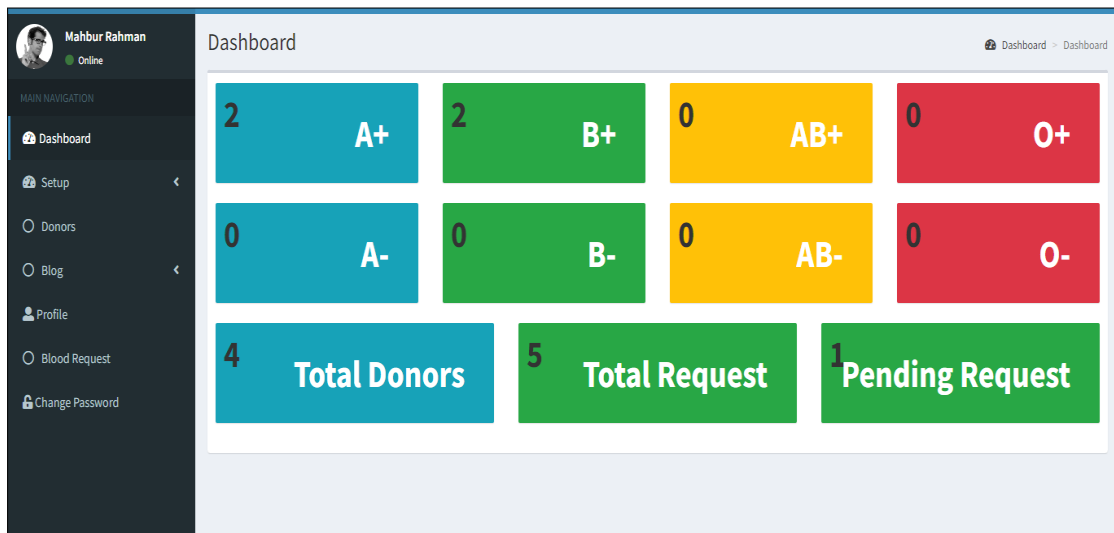 Mahbur Rahman
Online
MAIN NAVIGATION
Dashboard
Setup
Donors
Blog
Profile
Blood Request
Change Password
Dashboard
Dashboard > Dashboard
2 A+
2 B+
0 AB+
0 O+
0 A-
0 B-
0 AB-
0 O-
4 Total Donors
5 Total Request
1 Pending Request